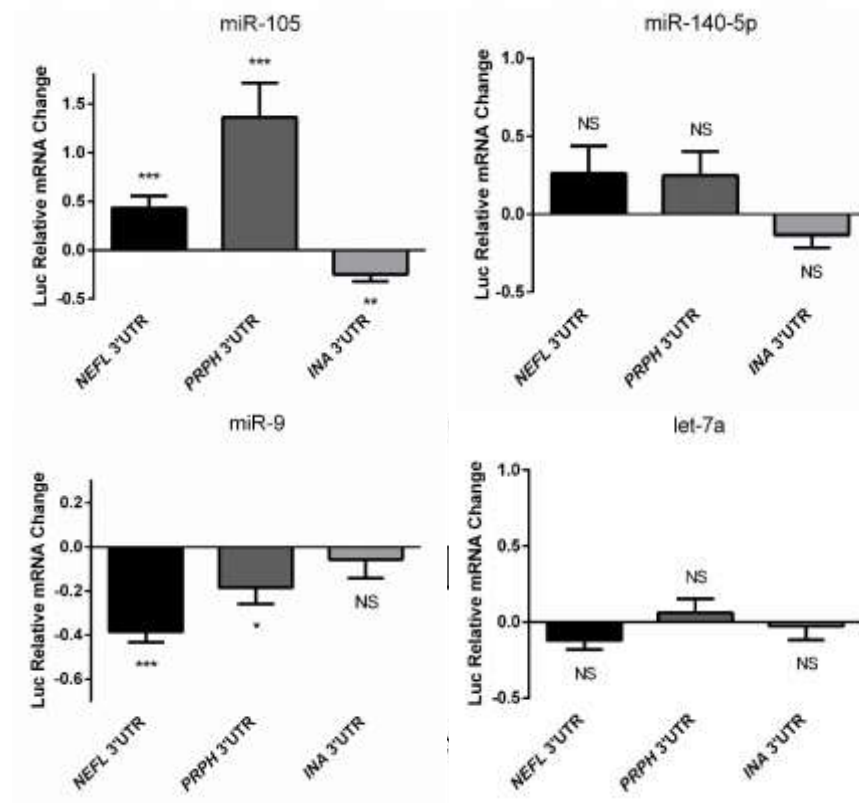 miR-105
Luc Relative mRNA Change
1.5
1.0
0.5
0.0
-0.5
***
***
**
NEFL 3'UTR
PRPH 3'UTR
INA 3'UTR
miR-140-5p
Luc Relative mRNA Change
1.0
0.5
0.0
-0.5
NS
NS
NS
NEFL 3'UTR
PRPH 3'UTR
INA 3'UTR
miR-9
Luc Relative mRNA Change
0.2
0.0
-0.2
-0.4
-0.6
***
*
NS
NEFL 3'UTR
PRPH 3'UTR
INA 3'UTR
let-7a
Luc Relative mRNA Change
1.0
0.5
0.0
-0.5
NS
NS
NS
NEFL 3'UTR
PRPH 3'UTR
INA 3'UTR